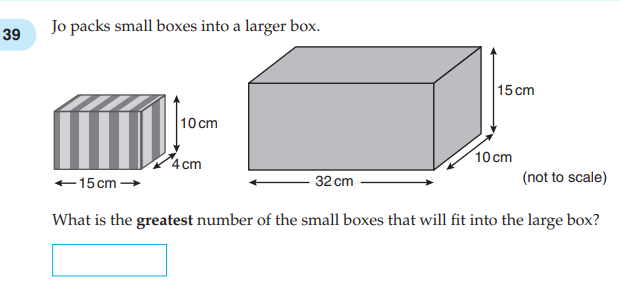 39
Jo packs small boxes into a larger box.
15 cm
10 cm
4 cm
10 cm
15 cm
32 cm
(not to scale)
What is the greatest number of the small boxes that will fit into the large box?